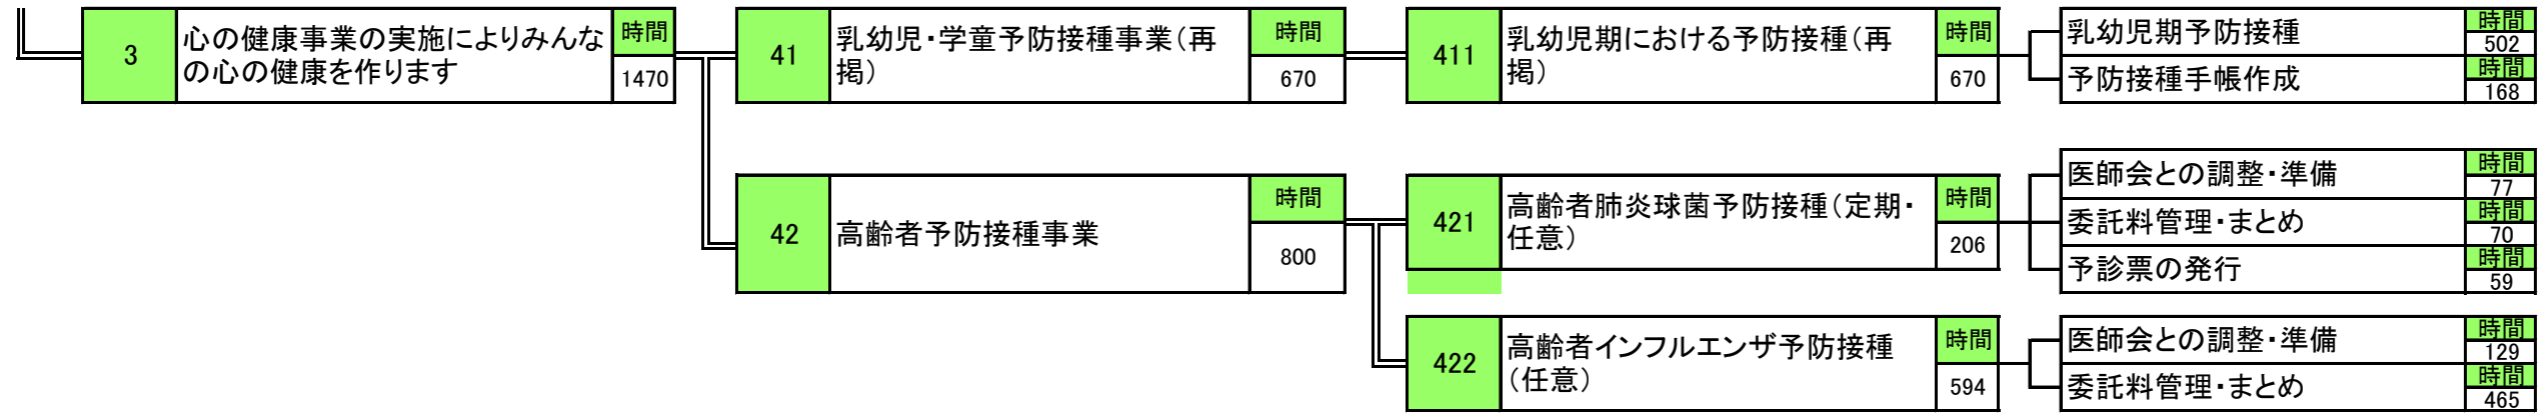 3
心の健康事業の実施によりみんな
の心の健康を作ります
時間
1470
41
乳幼児・学童予防接種事業（再
掲）
時間
670
411
乳幼児期における予防接種（再
掲）
時間
670
乳幼児期予防接種
時間
502
予防接種手帳作成
時間
168
42
高齢者予防接種事業
時間
800
421
高齢者肺炎球菌予防接種（定期・
任意）
時間
206
医師会との調整・準備
時間
77
委託料管理・まとめ
時間
70
予診票の発行
時間
59
422
高齢者インフルエンザ予防接種
（任意）
時間
594
医師会との調整・準備
時間
129
委託料管理・まとめ
時間
465